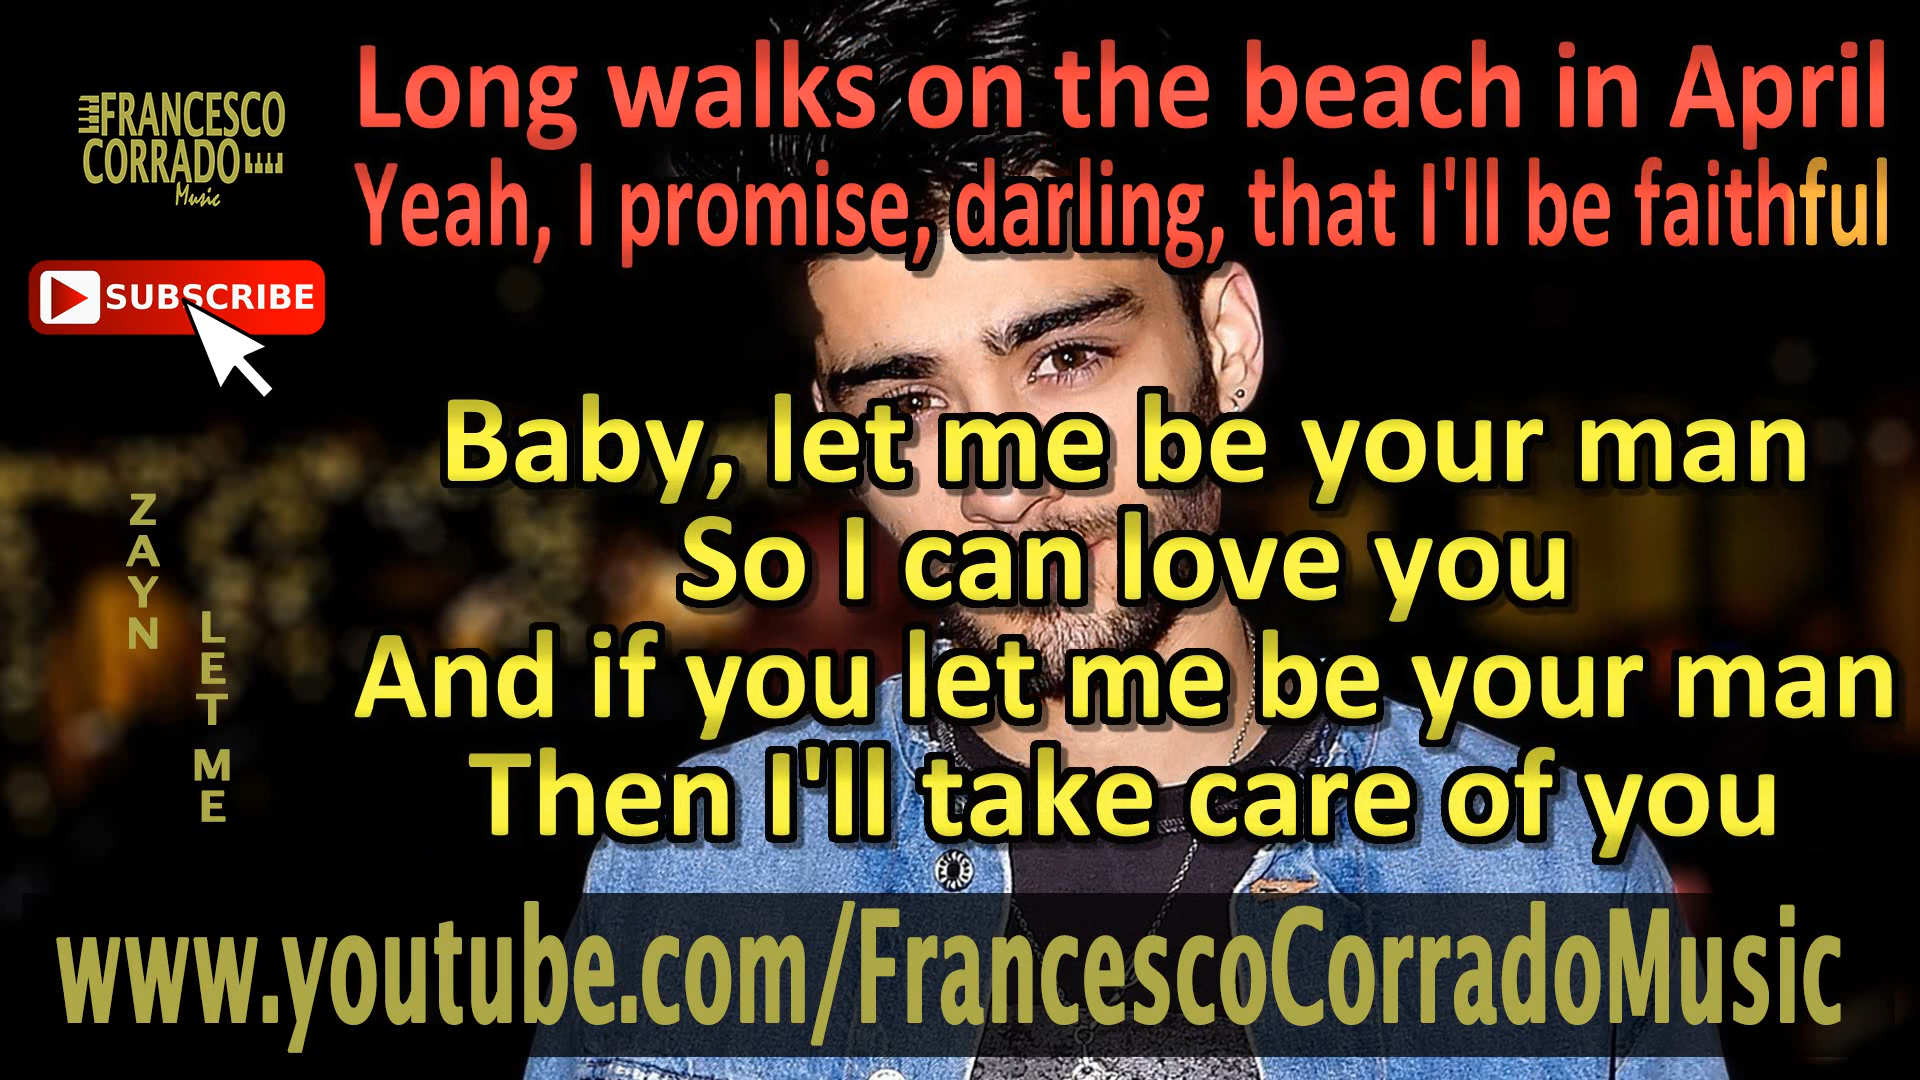 FRANCESCO
CORRADO
Music
SUBSCRIBE
Long walks on the beach in April
Yeah, I promise, darling, that I'll be faithful
Baby, let me be your man
So I can love you
And if you let me be your man
Then I'll take care of you
ZAYN
LET ME
www.youtube.com/FrancescoCorradoMusic